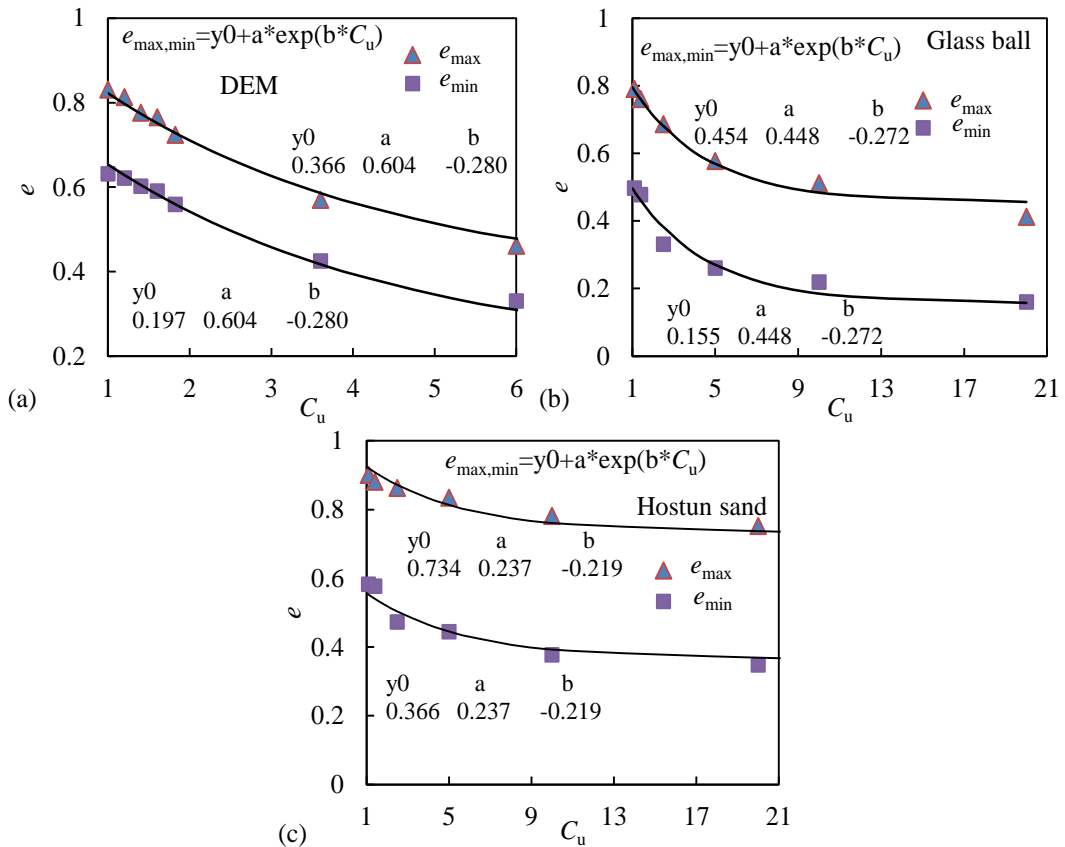 1
e_max,min=y0+a*exp(b*C_u)
e_max
e_min
DEM
0.8
y0 a b
0.366 0.604 -0.280
0.6
e
0.4
y0 a b
0.197 0.604 -0.280
0.2
1 2 3 4 5 6
(a)
C_u
1
e_max,min=y0+a*exp(b*C_u)
Glass ball
0.8
e_max
e_min
y0 a b
0.454 0.448 -0.272
0.6
e
0.4
0.2
y0 a b
0.155 0.448 -0.272
0
1 5 9 13 17 21
(b)
C_u
1
e_max,min=y0+a*exp(b*C_u)
Hostun sand
0.8
y0 a b
0.734 0.237 -0.219
e_max
e_min
0.6
e
0.4
y0 a b
0.366 0.237 -0.219
0.2
0
1 5 9 13 17 21
(c)
C_u